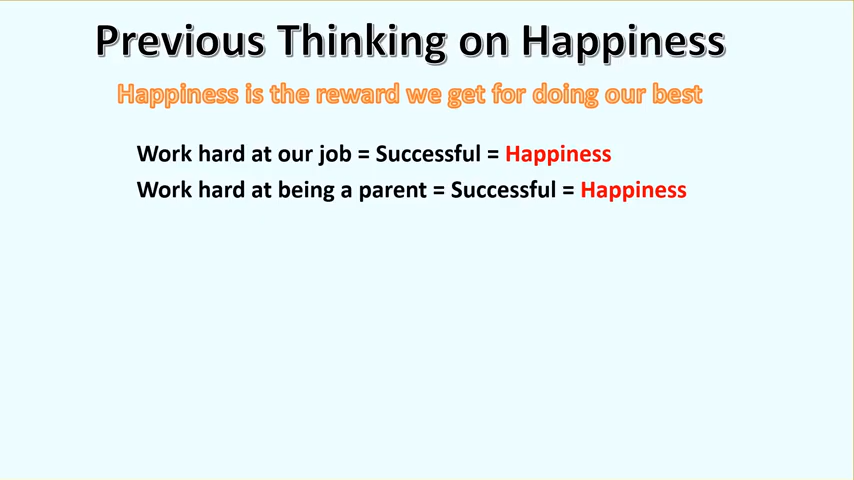 Previous Thinking on Happiness
Happiness is the reward we get for doing our best
Work hard at our job = Successful = Happiness
Work hard at being a parent = Successful = Happiness